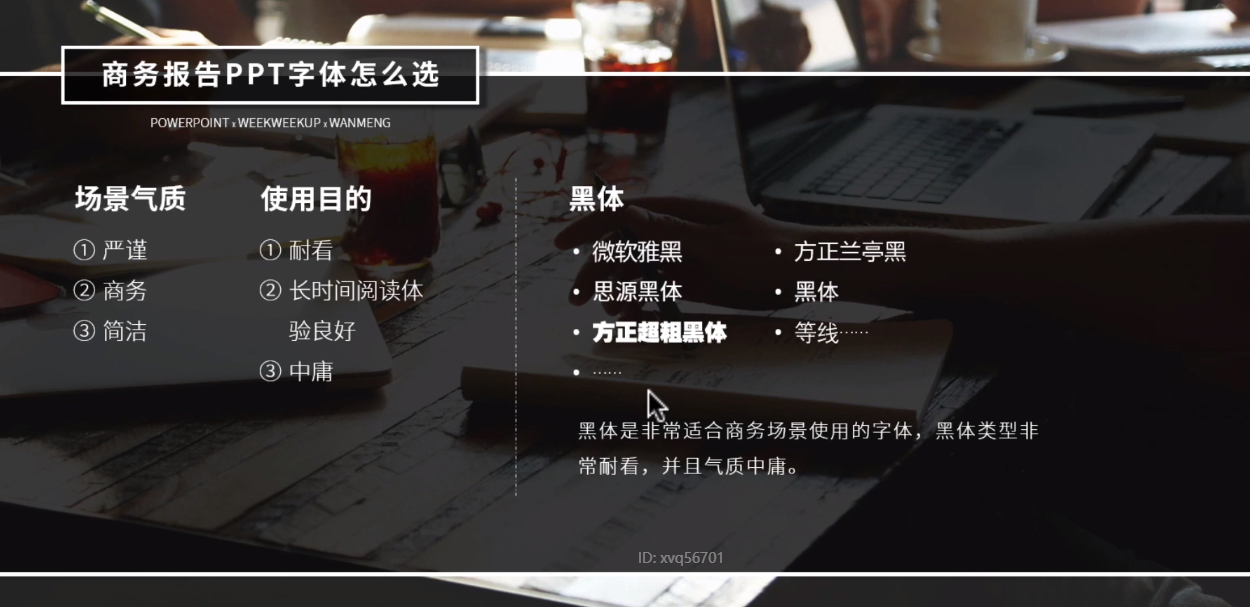 商务报告PPT字体怎么选
POWERPOINT x WEEKWEEKUP x WANMENG
场景气质
① 严谨
② 商务
③ 简洁
使用目的
① 耐看
② 长时间阅读体
验良好
③ 中庸
黑体
• 微软雅黑
• 思源黑体
• 方正超粗黑体
• ······
• 方正兰亭黑
• 黑体
• 等线······
黑体是非常适合商务场景使用的字体，黑体类型非
常耐看，并且气质中庸。
ID: xvq56701